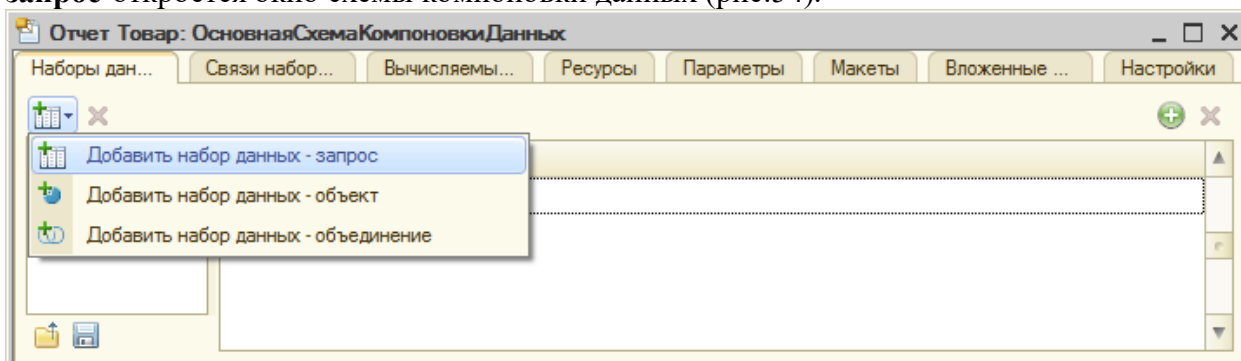 запрос откроется окно схемы компоновки данных (рис.34).
Отчет Товар: ОсновнаяСхемаКомпоновкиДанных
Наборы дан... Связи набор... Вычисляемы... Ресурсы Параметры Макеты Вложенные ... Настройки
Добавить набор данных - запрос
Добавить набор данных - объект
Добавить набор данных - объединение